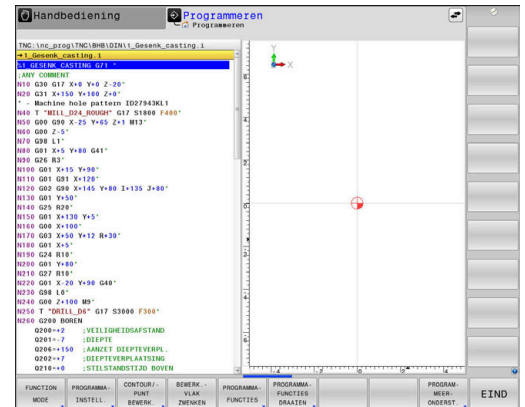 Handbediening
Programmeren
Programmeren
TNC:\nc_prog\TNC\BHB\DIN\1_Gesenk_casting.i
→1_Gesenk_casting.i
%1_GESENK_CASTING G71 *
;ANY COMMENT
N10 G30 G17 X+0 Y+0 Z-20*
N20 G31 X+150 Y+100 Z+0*
* - Machine hole pattern ID27943KL1
N40 T "MILL_D24_ROUGH" G17 S1800 F400*
N50 G00 G90 X-25 Y+65 Z+1 M13*
N60 G00 Z-5*
N70 G98 L1*
N80 G01 X+5 Y+80 G41*
N90 G26 R3*
N100 G01 X+15 Y+90*
N110 G01 G91 X+120*
N120 G02 G90 X+145 Y+80 I+135 J+80*
N130 G01 Y+50*
N140 G25 R20*
N150 G01 X+130 Y+5*
N160 G00 X+100*
N170 G03 X+50 Y+12 R+30*
N180 G01 X+5*
N190 G24 R10*
N200 G01 Y+80*
N210 G27 R10*
N220 G01 X-20 Y+90 G40*
N230 G98 L0*
N240 G00 Z+100 M9*
N250 T "DRILL_D6" G17 S3000 F300*
N260 G200 BOREN
Q200=+2 ;VEILIGHEIDSAFSTAND
Q201=-7 ;DIEPTE
Q206=+150 ;AANZET DIEPTEVERPL.
Q202=+7 ;DIEPTEVERPLAATSING
Q210=+0 ;STILSTANDSTIJD BOVEN
Y
X
FUNCTION
MODE
PROGRAMMA-
INSTELL.
CONTOUR/-
PUNT
BEWERK.
BEWERK.-
VLAK
ZWENKEN
PROGRAMMA-
FUNCTIES
PROGRAMMA-
FUNCTIES
DRAAIEN
PROGRAM-
MEER-
ONDERST.
EIND